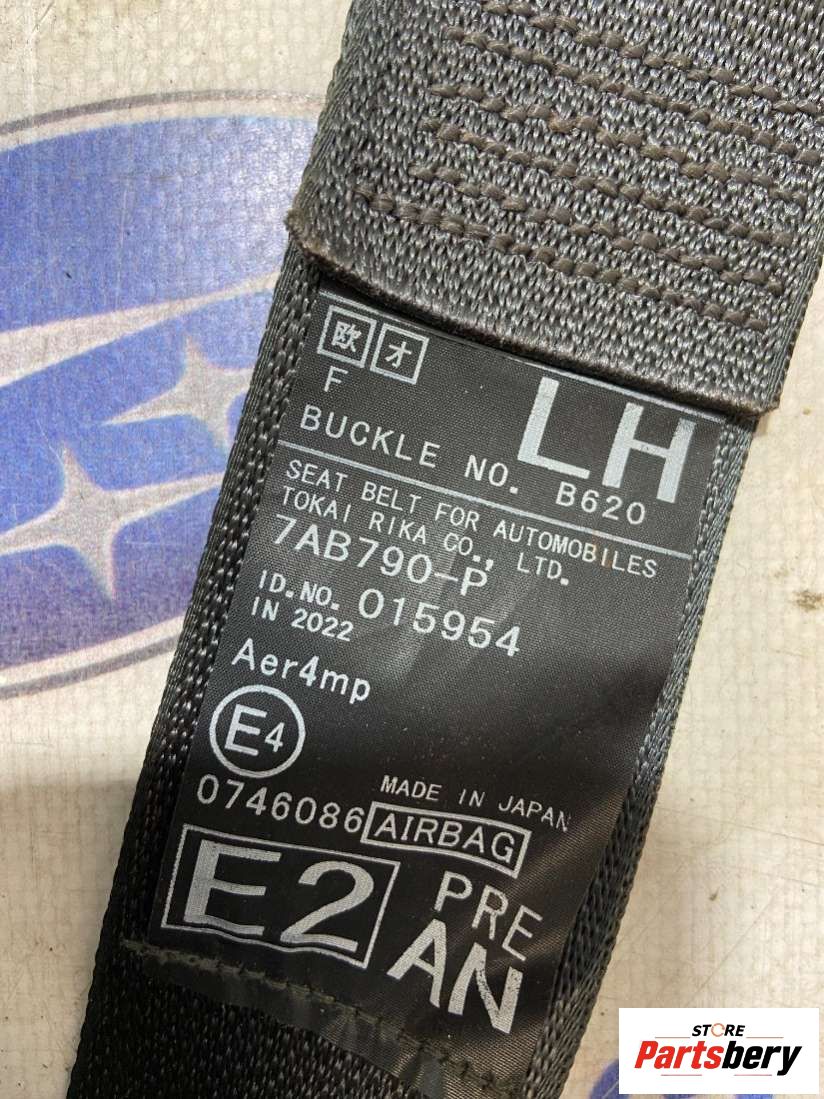 欧 オ
F
LH
BUCKLE NO. B620
SEAT BELT FOR AUTOMOBILES
TOKAI RIKA CO., LTD.
7AB790-P
ID.NO. 015954
IN 2022
Aer4mp
E4
MADE IN JAPAN
0746086 AIRBAG
E2 PRE
AN
STORE
Partsbery